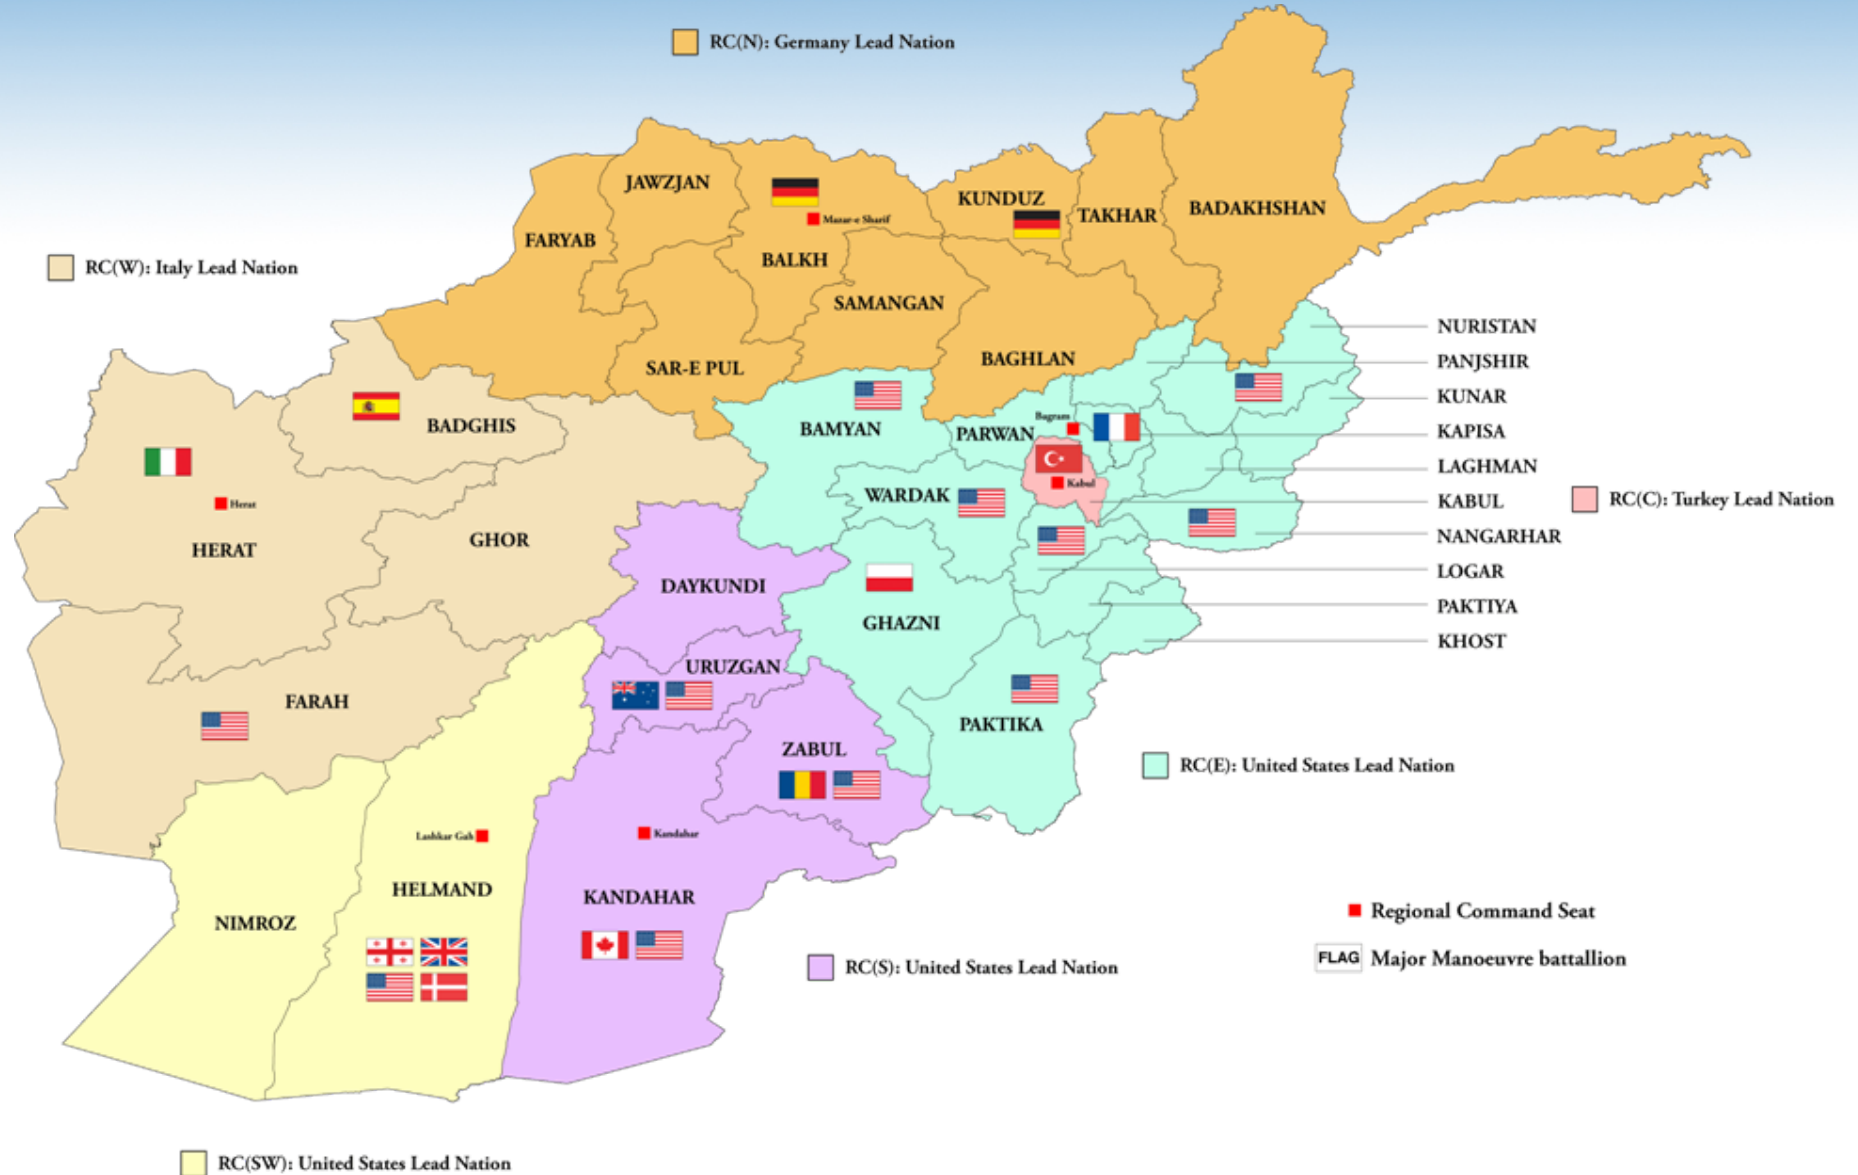 RC(N): Germany Lead Nation
JAWZJAN
KUNDUZ
Mazar-e Sharif
TAKHAR
BADAKHSHAN
FARYAB
BALKH
RC(W): Italy Lead Nation
SAMANGAN
NURISTAN
BAGHLAN
PANJSHIR
SAR-E PUL
KUNAR
Bagram
BADGHIS
BAMYAN
PARWAN
KAPISA
LAGHMAN
Kabul
WARDAK
KABUL
RC(C): Turkey Lead Nation
Herat
HERAT
GHOR
NANGARHAR
LOGAR
DAYKUNDI
PAKTIYA
GHAZNI
KHOST
URUZGAN
FARAH
PAKTIKA
ZABUL
RC(E): United States Lead Nation
Lashkar Gah
Kandahar
HELMAND
KANDAHAR
NIMROZ
Regional Command Seat
FLAG Major Manoeuvre battallion
RC(S): United States Lead Nation
RC(SW): United States Lead Nation